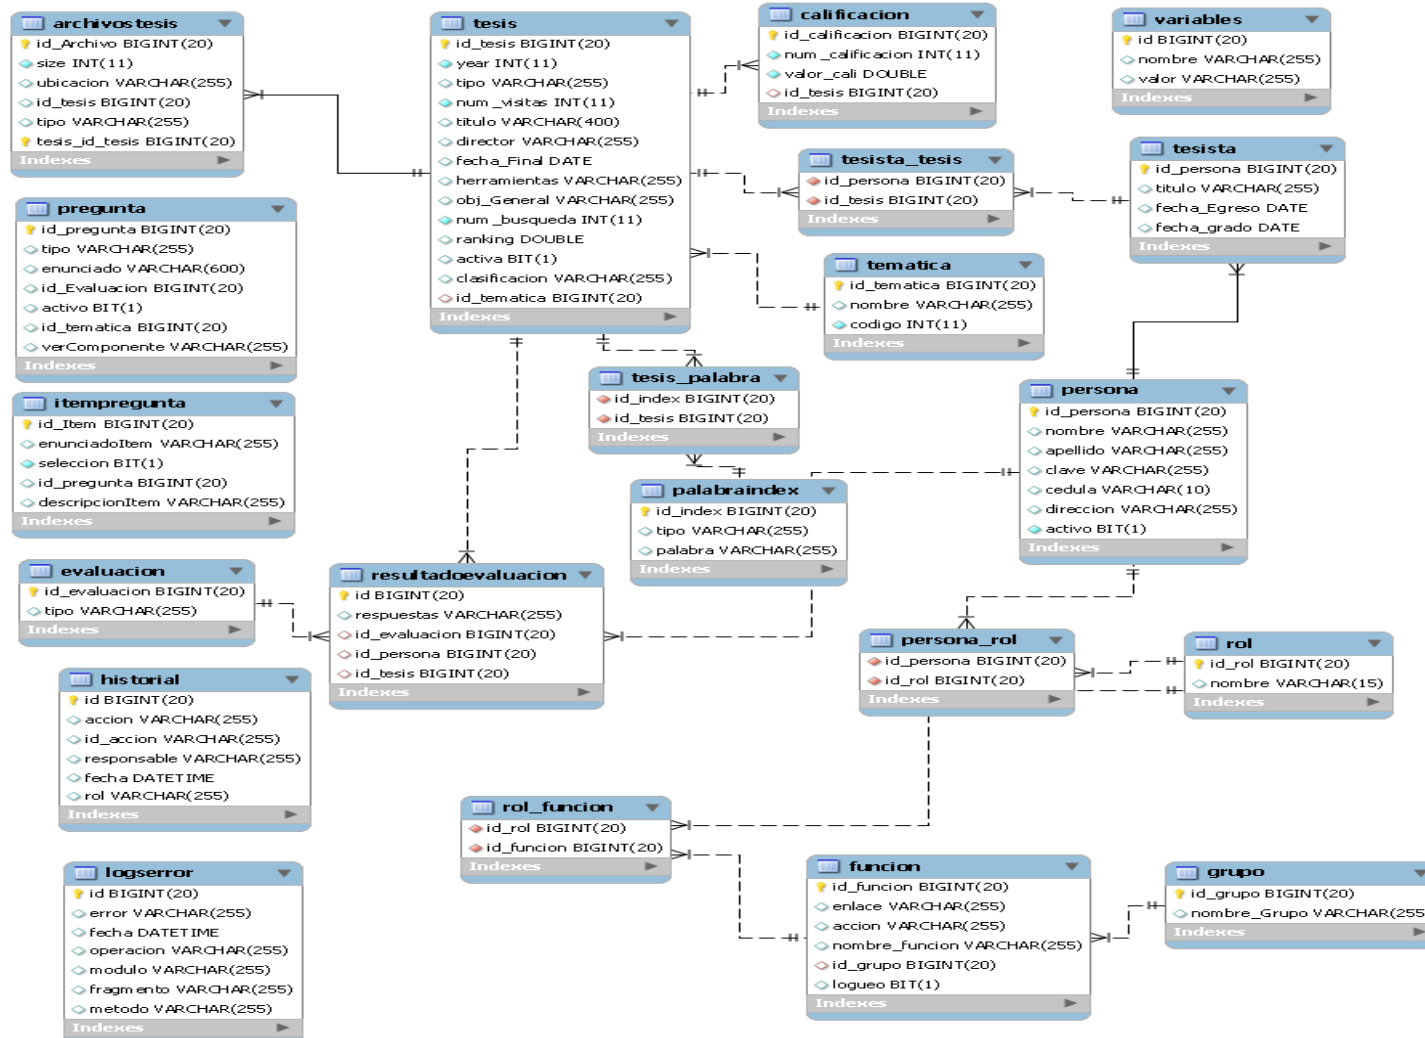 archivostesis
id_Archivo BIGINT(20)
size INT(11)
ubicacion VARCHAR(255)
id_tesis BIGINT(20)
tipo VARCHAR(255)
tesis_id_tesis BIGINT(20)
Indexes
tesis
id_tesis BIGINT(20)
year INT(11)
tipo VARCHAR(255)
num_visitas INT(11)
titulo VARCHAR(400)
director VARCHAR(255)
fecha_Final DATE
herramientas VARCHAR(255)
obj_General VARCHAR(255)
num_busqueda INT(11)
ranking DOUBLE
activa BIT(1)
clasificacion VARCHAR(255)
id_tematica BIGINT(20)
Indexes
calificacion
id_calificacion BIGINT(20)
num_calificacion INT(11)
valor_cali DOUBLE
id_tesis BIGINT(20)
Indexes
variables
id BIGINT(20)
nombre VARCHAR(255)
valor VARCHAR(255)
Indexes
tesista_tesis
id_persona BIGINT(20)
id_tesis BIGINT(20)
Indexes
tesista
id_persona BIGINT(20)
titulo VARCHAR(255)
fecha_Egreso DATE
fecha_grado DATE
Indexes
pregunta
id_pregunta BIGINT(20)
tipo VARCHAR(255)
enunciado VARCHAR(600)
id_Evaluacion BIGINT(20)
activo BIT(1)
id_tematica BIGINT(20)
verComponente VARCHAR(255)
Indexes
tematica
id_tematica BIGINT(20)
nombre VARCHAR(255)
codigo INT(11)
Indexes
tesis_palabra
id_index BIGINT(20)
id_tesis BIGINT(20)
Indexes
persona
id_persona BIGINT(20)
nombre VARCHAR(255)
apellido VARCHAR(255)
clave VARCHAR(255)
cedula VARCHAR(10)
direccion VARCHAR(255)
activo BIT(1)
Indexes
itempregunta
id_Item BIGINT(20)
enunciadoItem VARCHAR(255)
seleccion BIT(1)
id_pregunta BIGINT(20)
descripcionItem VARCHAR(255)
Indexes
palabraindex
id_index BIGINT(20)
tipo VARCHAR(255)
palabra VARCHAR(255)
Indexes
evaluacion
id_evaluacion BIGINT(20)
tipo VARCHAR(255)
Indexes
resultadoevaluacion
id BIGINT(20)
respuestas VARCHAR(255)
id_evaluacion BIGINT(20)
id_persona BIGINT(20)
id_tesis BIGINT(20)
Indexes
persona_rol
id_persona BIGINT(20)
id_rol BIGINT(20)
Indexes
rol
id_rol BIGINT(20)
nombre VARCHAR(15)
Indexes
historial
id BIGINT(20)
accion VARCHAR(255)
id_accion VARCHAR(255)
responsable VARCHAR(255)
fecha DATETIME
rol VARCHAR(255)
Indexes
rol_funcion
id_rol BIGINT(20)
id_funcion BIGINT(20)
Indexes
funcion
id_funcion BIGINT(20)
enlace VARCHAR(255)
accion VARCHAR(255)
nombre_funcion VARCHAR(255)
id_grupo BIGINT(20)
logueo BIT(1)
Indexes
grupo
id_grupo BIGINT(20)
nombre_Grupo VARCHAR(255
Indexes
logserror
id BIGINT(20)
error VARCHAR(255)
fecha DATETIME
operacion VARCHAR(255)
modulo VARCHAR(255)
fragmento VARCHAR(255)
metodo VARCHAR(255)
Indexes